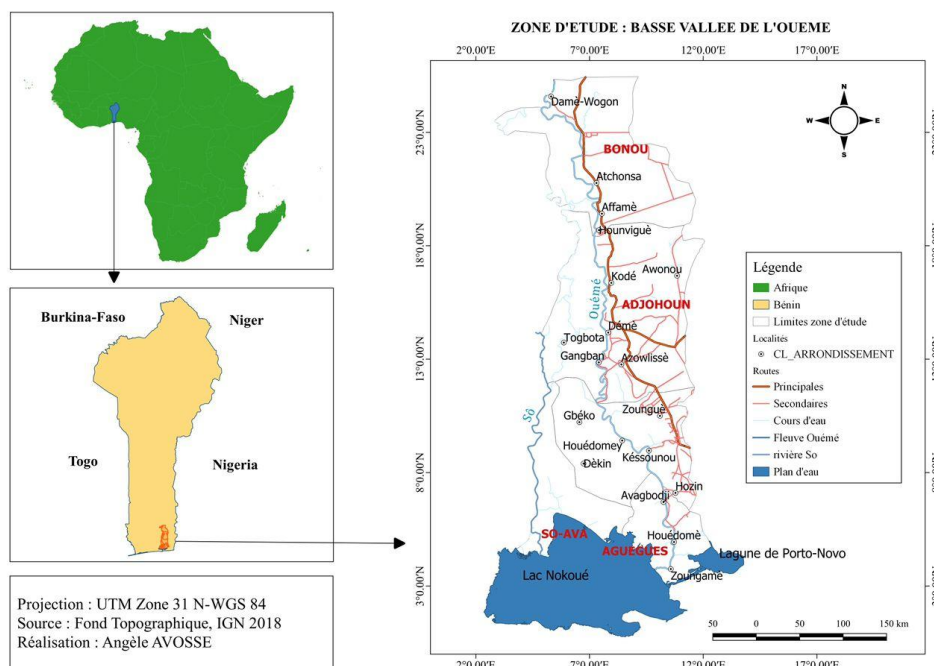 ZONE D'ETUDE : BASSE VALLEE DE L'OUEME
2°0.00'E 7°0.00'E 12°0.00'E 17°0.00'E
23°0.00'N
18°0.00'N
13°0.00'N
8°0.00'N
3°0.00'N
N
W E
S
Damè-Wogon
BONOU
Atchonsa
Affamè
Hounviguè
Awonou
Kodé
Ouémé
ADJOHOUN
Démè
Togbota
Gangban
Azowlissè
Sô
Zounguè
Gbéko
Houédomey
Dèkin
Késsounou
Hozin
Avagbodji
SO-AVA
Houédomè
AGUEGUES
Lagune de Porto-Novo
Lac Nokoué
Zoungame
Légende
Afrique
Bénin
Limites zone d'étude
Localités
CL_ARRONDISSEMENT
Routes
Principales
Secondaires
Cours d'eau
Fleuve Ouémé
rivière So
Plan d'eau
50 0 50 100 150 km
2°0.00'E 7°0.00'E 12°0.00'E 17°0.00'E
Burkina-Faso
Niger
Togo
Nigeria
Projection : UTM Zone 31 N-WGS 84
Source : Fond Topographique, IGN 2018
Réalisation : Angèle AVOSSE